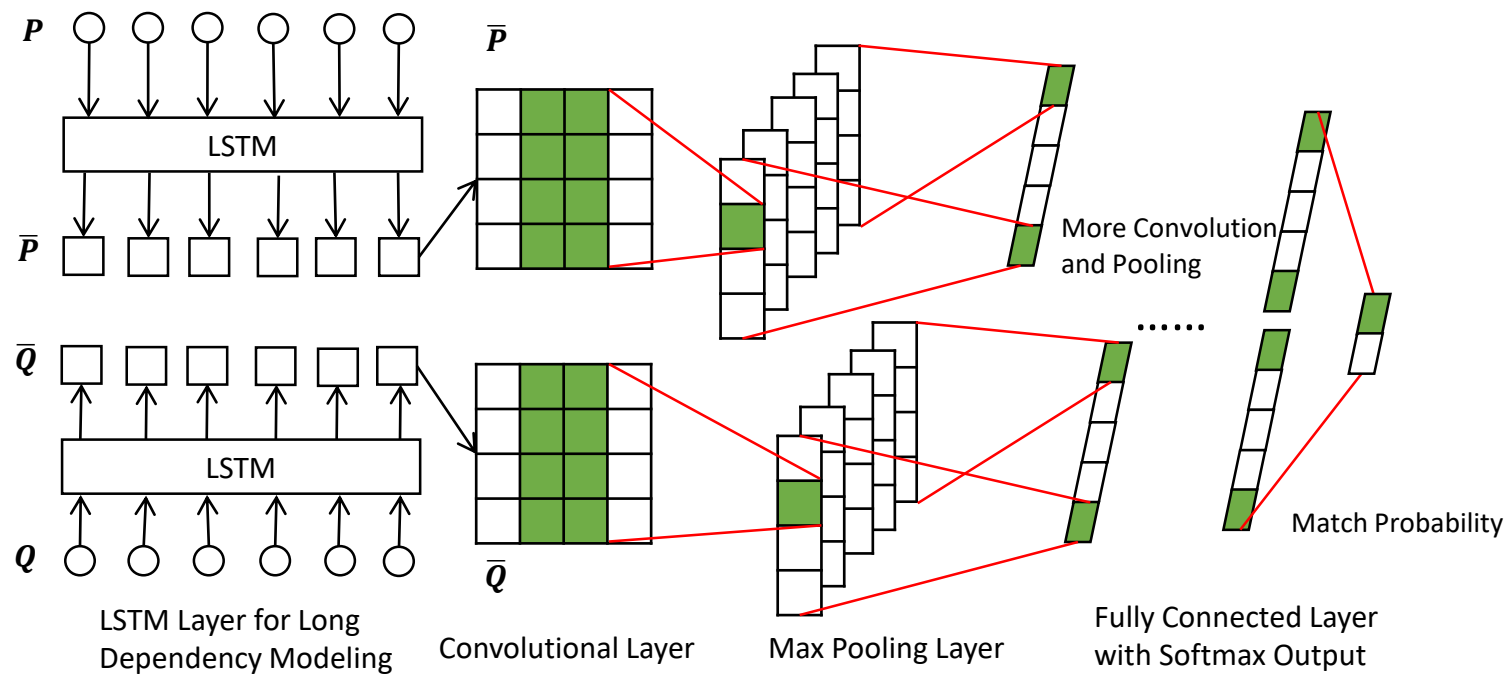 P
P̅
LSTM
P̅
More Convolution
and Pooling
Q̅
......
LSTM
Q
Q̅
Match Probability
LSTM Layer for Long
Dependency Modeling
Convolutional Layer
Max Pooling Layer
Fully Connected Layer
with Softmax Output